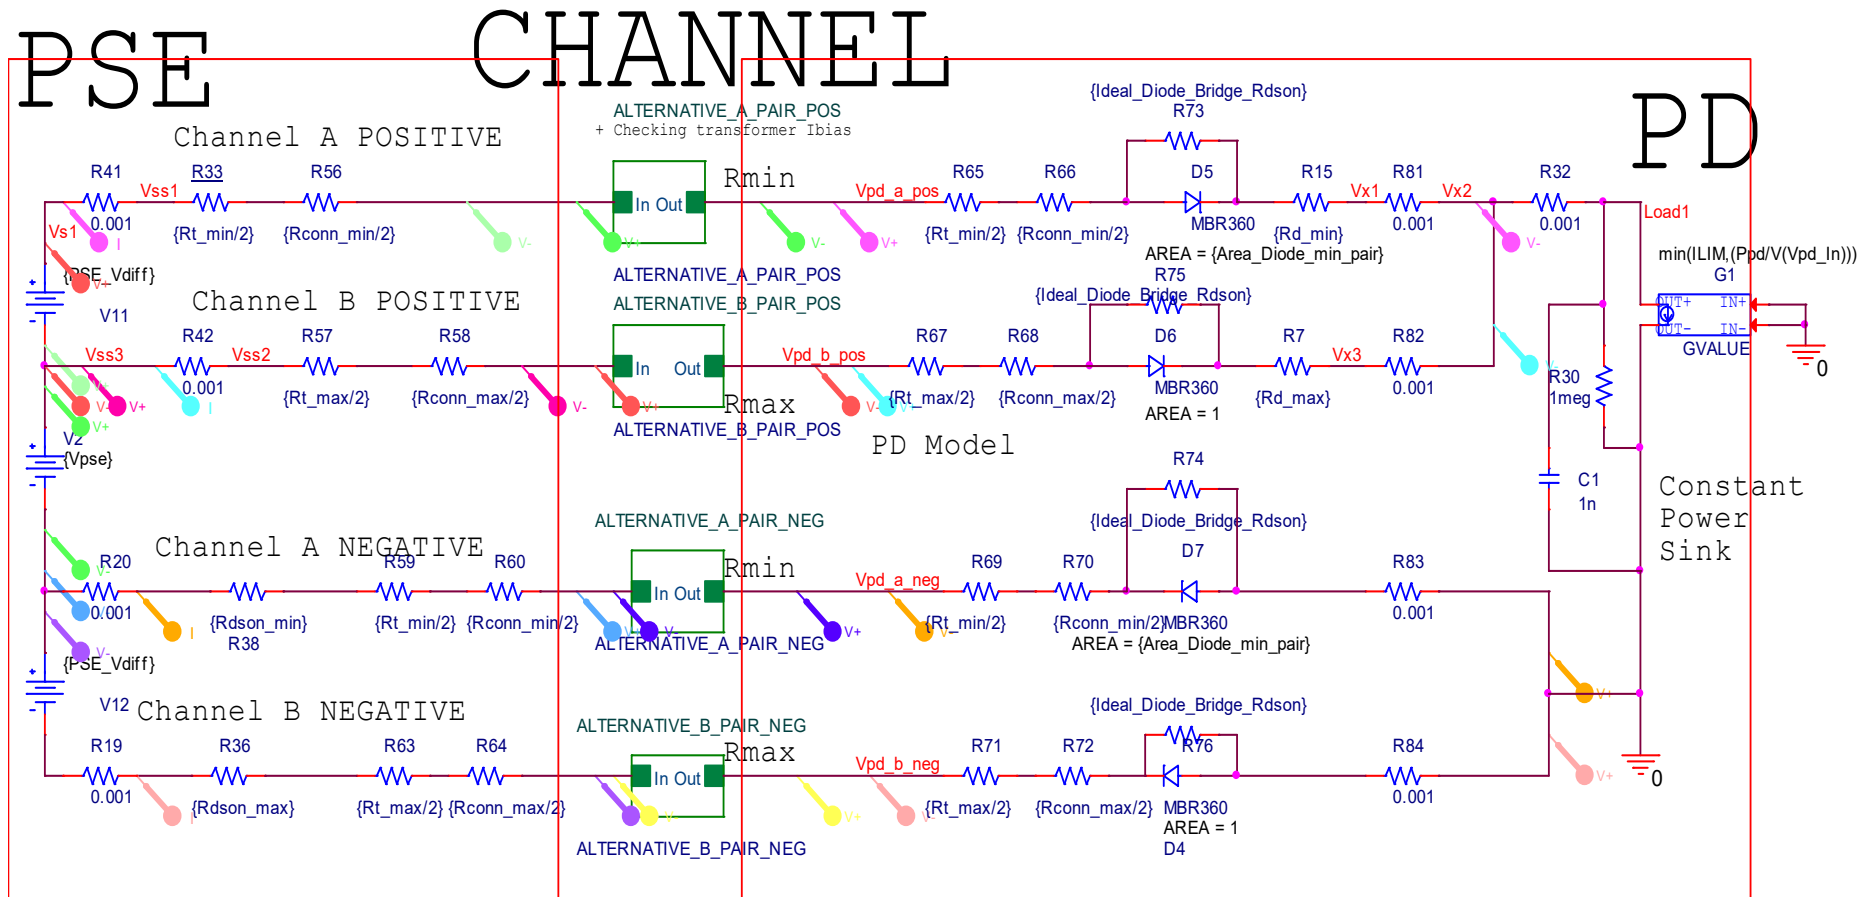 PSE
CHANNEL
PD
Channel A POSITIVE
ALTERNATIVE_A_PAIR_POS
+ Checking transformer Ibias
{Ideal_Diode_Bridge_Rdson}
R73
R41
Vss1
R33
R56
In Out
Rmin
Vpd_a_pos
R65
R66
D5
R15
Vx1
R81
Vx2
R32
Load1
0.001
{Rt_min/2}
{Rconn_min/2}
I
V-
V+
V-
V+
{Rt_min/2}
{Rconn_min/2}
MBR360
{Rd_min}
0.001
V-
0.001
Vs1
AREA = {Area_Diode_min_pair}
min(ILIM,(Ppd/V(Vpd_In)))
G1
{PSE_Vdiff}
V+
ALTERNATIVE_A_PAIR_POS
R75
V11
Channel B POSITIVE
ALTERNATIVE_B_PAIR_POS
{Ideal_Diode_Bridge_Rdson}
OUT+
IN+
OUT-
IN-
GVALUE
0
R42
Vss3
Vss2
R57
R58
In
Out
Vpd_b_pos
R67
R68
D6
R7
Vx3
R82
0.001
{Rt_max/2}
{Rconn_max/2}
Rmax
{Rt_max/2}
{Rconn_max/2}
MBR360
AREA = 1
{Rd_max}
0.001
R30
1meg
V-
V+
V+
I
V-
V+
V-
ALTERNATIVE_B_PAIR_POS
V2
{Vpse}
PD Model
R74
C1
1n
Constant
Power
Sink
Channel A NEGATIVE
ALTERNATIVE_A_PAIR_NEG
{Ideal_Diode_Bridge_Rdson}
V-
R20
R59
R60
In Out
Rmin
Vpd_a_neg
R69
R70
D7
R83
0.001
{Rdson_min}
R38
{Rt_min/2}
{Rconn_min/2}
I
V-
V+
{Rt_min/2}
{Rconn_min/2}
MBR360
0.001
ALTERNATIVE_A_PAIR_NEG
AREA = {Area_Diode_min_pair}
V-
{PSE_Vdiff}
V12
V+
Channel B NEGATIVE
ALTERNATIVE_B_PAIR_NEG
{Ideal_Diode_Bridge_Rdson}
R19
R36
R63
R64
In Out
Rmax
Vpd_b_neg
R71
R72
R76
R84
V+
0
0.001
I
{Rdson_max}
{Rt_max/2}
{Rconn_max/2}
V+
V-
{Rt_max/2}
{Rconn_max/2}
MBR360
AREA = 1
D4
0.001
ALTERNATIVE_B_PAIR_NEG